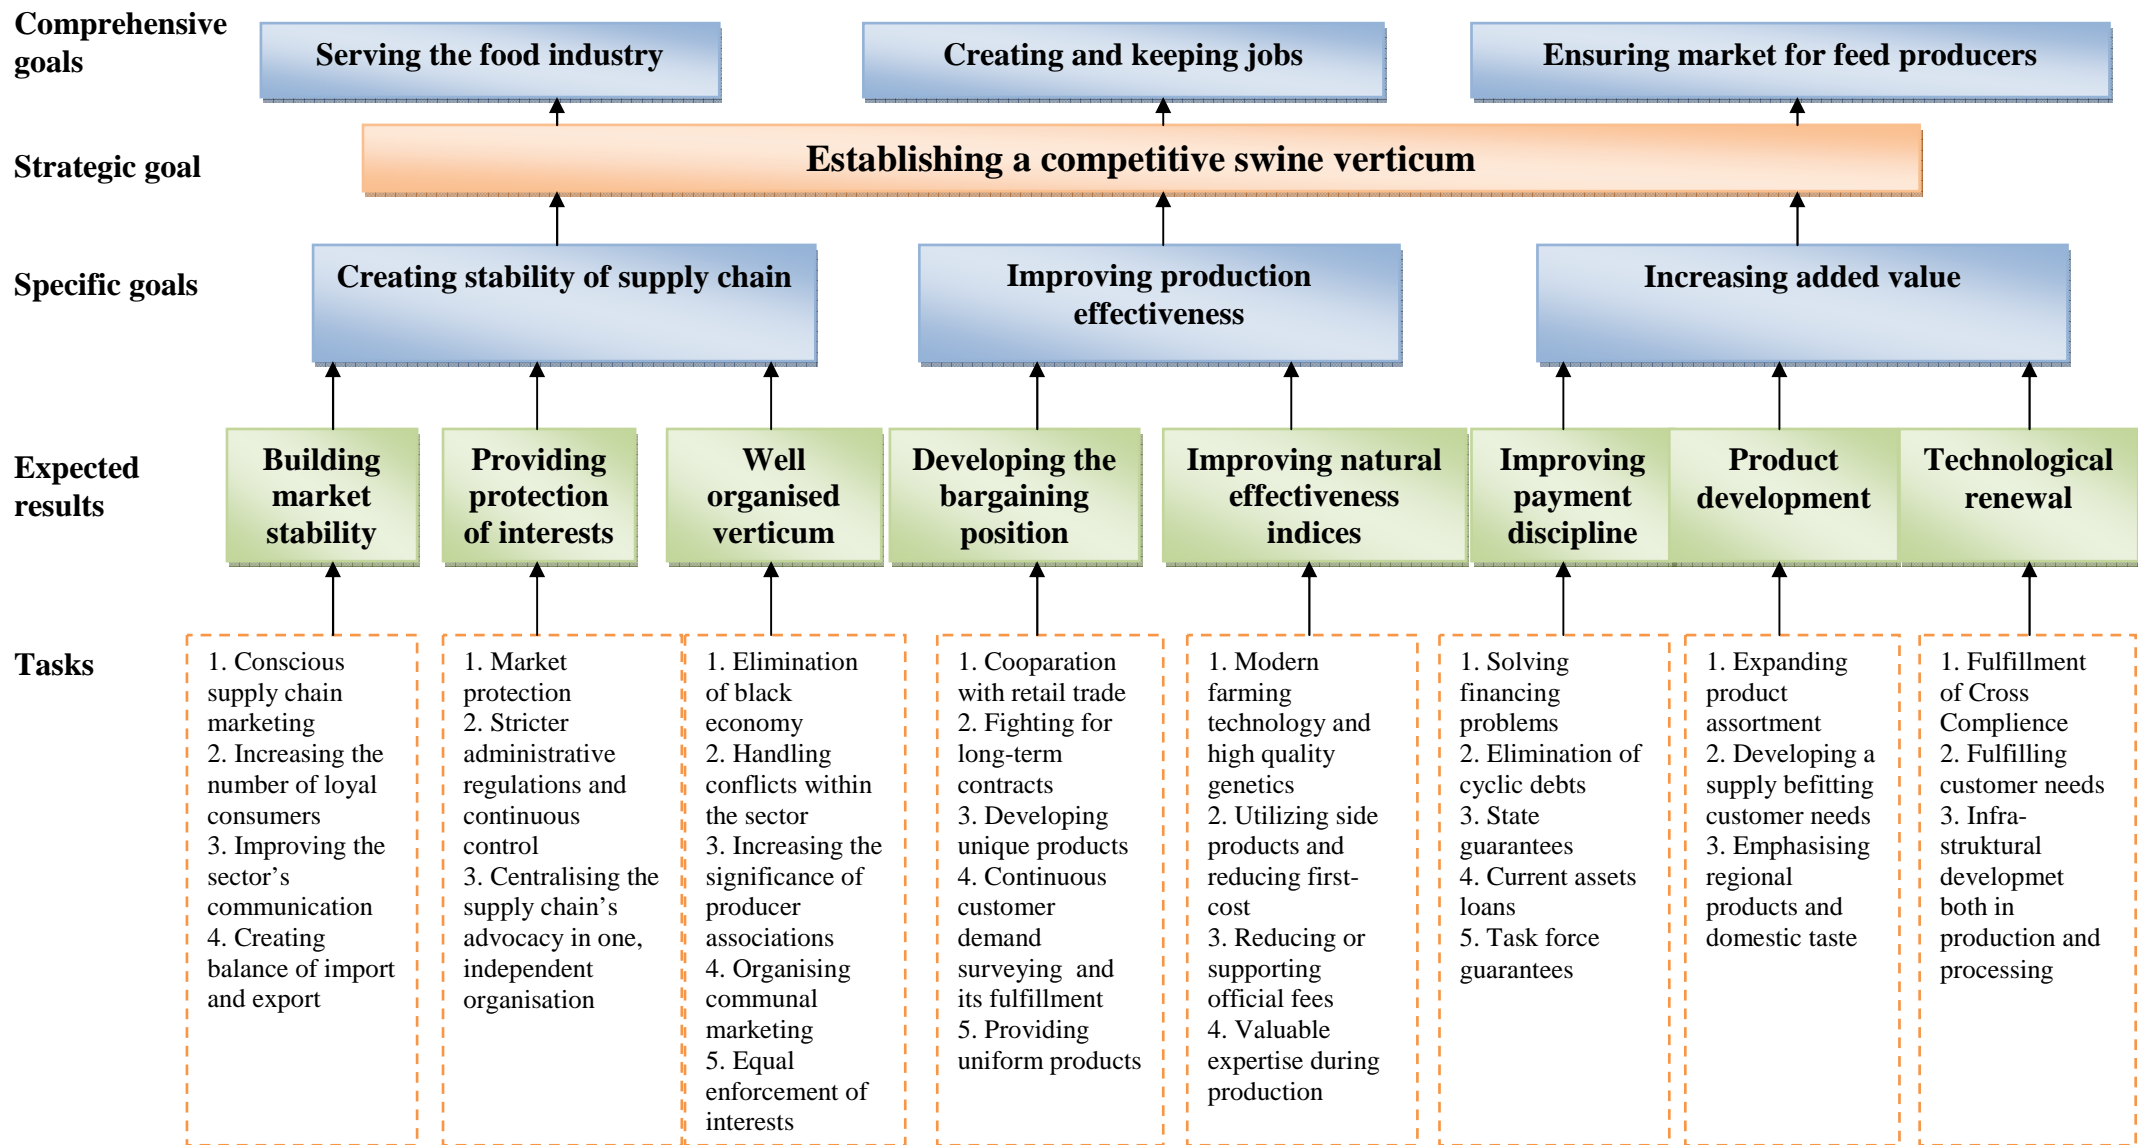 Comprehensive
goals
Serving the food industry
Creating and keeping jobs
Ensuring market for feed producers
Strategic goal
Establishing a competitive swine verticum
Specific goals
Creating stability of supply chain
Improving production
effectiveness
Increasing added value
Expected
results
Building
market
stability
Providing
protection
of interests
Well
organised
verticum
Developing the
bargaining
position
Improving natural
effectiveness
indices
Improving
payment
discipline
Product
development
Technological
renewal
Tasks
1. Conscious
supply chain
marketing
2. Increasing the
number of loyal
consumers
3. Improving the
sector’s
communication
4. Creating
balance of import
and export
1. Market
protection
2. Stricter
administrative
regulations and
continuous
control
3. Centralising the
supply chain’s
advocacy in one,
independent
organisation
1. Elimination
of black
economy
2. Handling
conflicts within
the sector
3. Increasing the
significance of
producer
associations
4. Organising
communal
marketing
5. Equal
enforcement of
interests
1. Cooparation
with retail trade
2. Fighting for
long-term
contracts
3. Developing
unique products
4. Continuous
customer
demand
surveying and
its fulfillment
5. Providing
uniform products
1. Modern
farming
technology and
high quality
genetics
2. Utilizing side
products and
reducing first-
cost
3. Reducing or
supporting
official fees
4. Valuable
expertise during
production
1. Solving
financing
problems
2. Elimination of
cyclic debts
3. State
guarantees
4. Current assets
loans
5. Task force
guarantees
1. Expanding
product
assortment
2. Developing a
supply befitting
customer needs
3. Emphasising
regional
products and
domestic taste
1. Fulfillment
of Cross
Complience
2. Fulfilling
customer needs
3. Infra-
struktural
developmet
both in
production and
processing